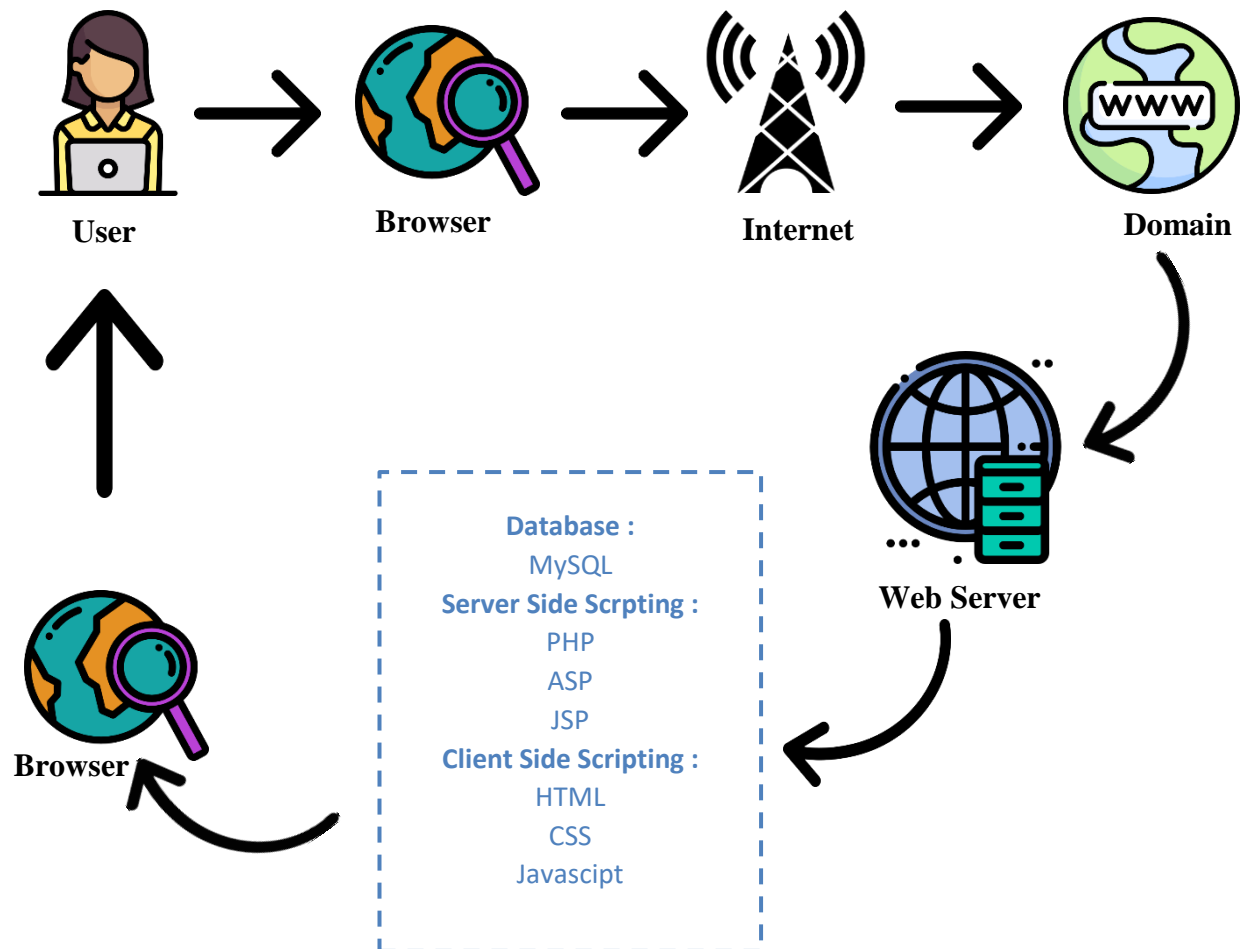 WWW
User
Browser
Internet
Domain
Web Server
Database :
MySQL
Server Side Scrpting :
PHP
ASP
JSP
Client Side Scripting :
HTML
CSS
Javascipt
Browser